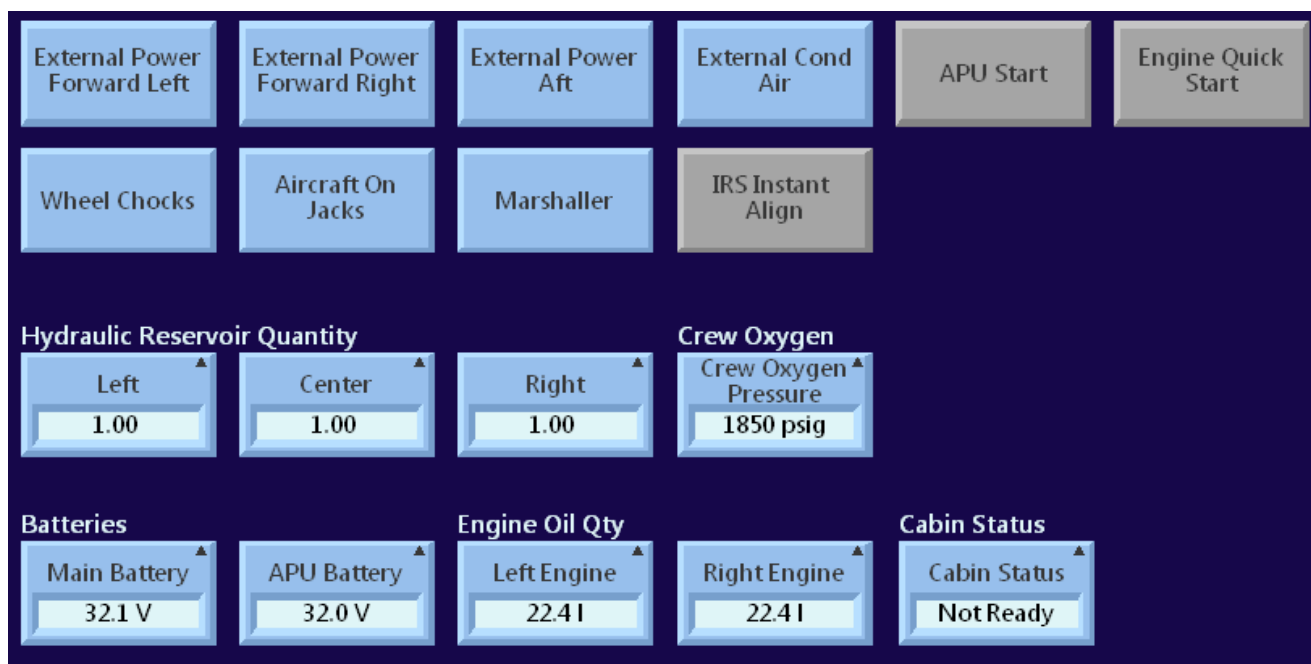 External Power
Forward Left
External Power
Forward Right
External Power
Aft
External Cond
Air
APU Start
Engine Quick
Start
Wheel Chocks
Aircraft On
Jacks
Marshaller
IRS Instant
Align
Hydraulic Reservoir Quantity
Crew Oxygen
Left
1.00
Center
1.00
Right
1.00
Crew Oxygen
Pressure
1850 psig
Batteries
Engine Oil Qty
Cabin Status
Main Battery
32.1 V
APU Battery
32.0 V
Left Engine
22.4 l
Right Engine
22.4 l
Cabin Status
Not Ready